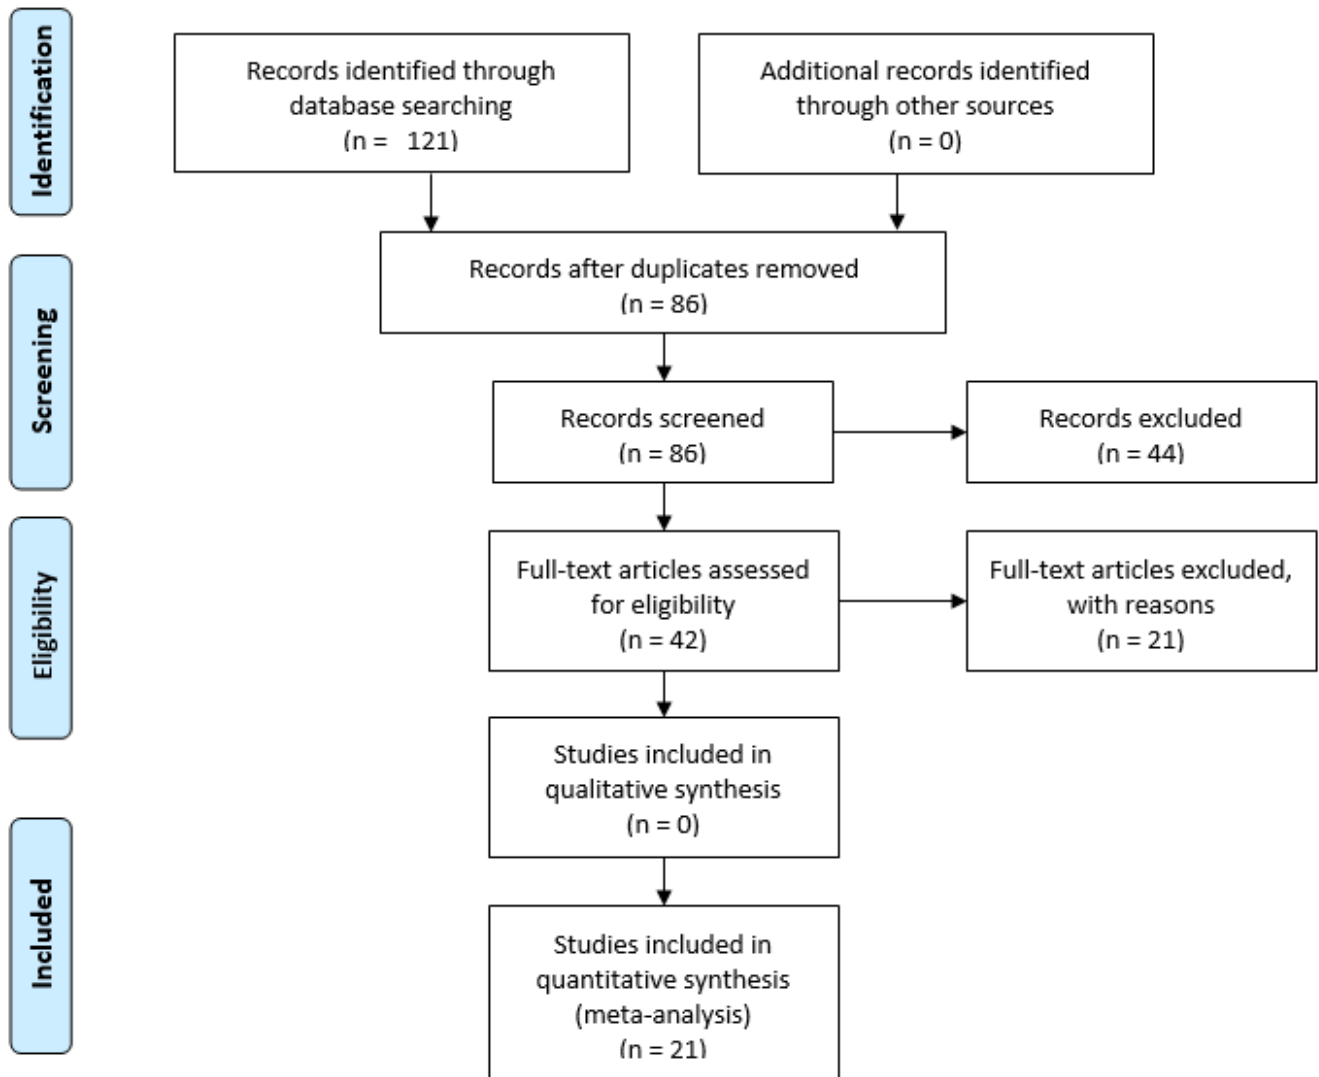 Identification
Records identified through
database searching
(n = 121)
Additional records identified
through other sources
(n = 0)
Screening
Records after duplicates removed
(n = 86)
Records screened
(n = 86)
Records excluded
(n = 44)
Eligibility
Full-text articles assessed
for eligibility
(n = 42)
Full-text articles excluded,
with reasons
(n = 21)
Studies included in
qualitative synthesis
(n = 0)
Included
Studies included in
quantitative synthesis
(meta-analysis)
(n = 21)